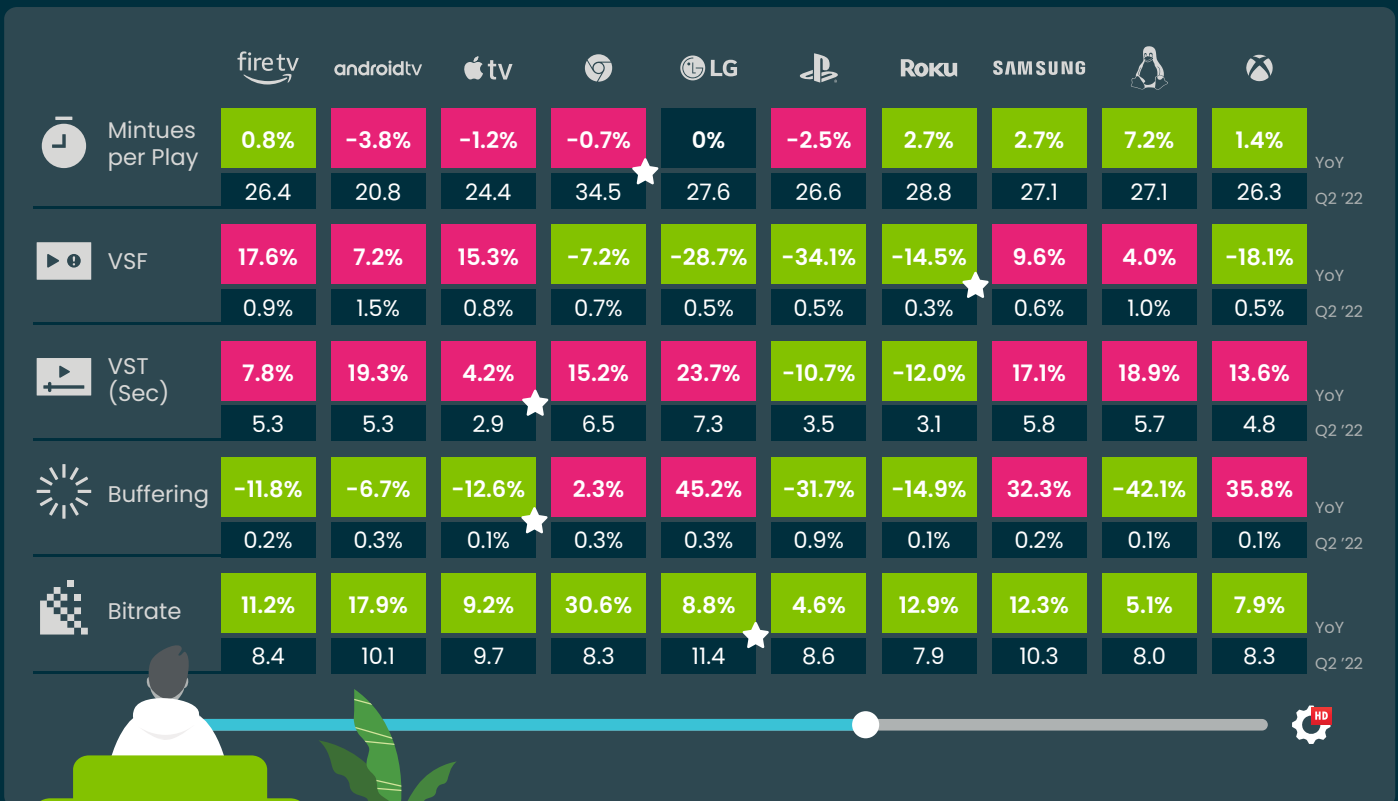 fire tv androidtv tv LG Roku SAMSUNG
Mintues
per Play
0.8% -3.8% -1.2% -0.7% 0% -2.5% 2.7% 2.7% 7.2% 1.4% YoY
26.4 20.8 24.4 34.5 27.6 26.6 28.8 27.1 27.1 26.3 Q2 '22
VSF
17.6% 7.2% 15.3% -7.2% -28.7% -34.1% -14.5% 9.6% 4.0% -18.1% YoY
0.9% 1.5% 0.8% 0.7% 0.5% 0.5% 0.3% 0.6% 1.0% 0.5% Q2 '22
VST
(Sec)
7.8% 19.3% 4.2% 15.2% 23.7% -10.7% -12.0% 17.1% 18.9% 13.6% YoY
5.3 5.3 2.9 6.5 7.3 3.5 3.1 5.8 5.7 4.8 Q2 '22
Buffering
-11.8% -6.7% -12.6% 2.3% 45.2% -31.7% -14.9% 32.3% -42.1% 35.8% YoY
0.2% 0.3% 0.1% 0.3% 0.3% 0.9% 0.1% 0.2% 0.1% 0.1% Q2 '22
Bitrate
11.2% 17.9% 9.2% 30.6% 8.8% 4.6% 12.9% 12.3% 5.1% 7.9% YoY
8.4 10.1 9.7 8.3 11.4 8.6 7.9 10.3 8.0 8.3 Q2 '22
HD